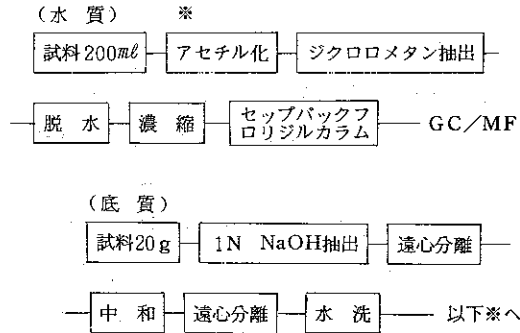 (水 質) ※
試料200㎖ アセチル化 ジクロロメタン抽出
脱 水 濃 縮 セップパックフロリジルカラム GC/MF
(底 質)
試料20g 1N NaOH抽出 遠心分離
中 和 遠心分離 水 洗 以下※へ